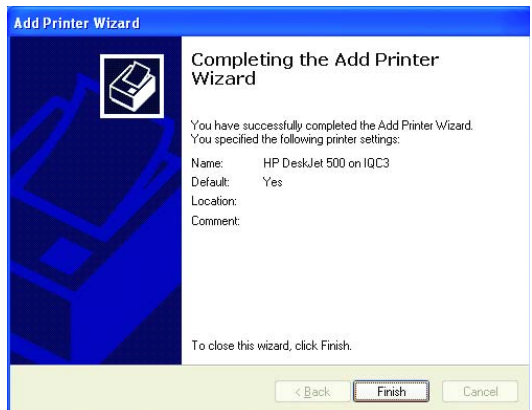 Add Printer Wizard
Completing the Add Printer
Wizard
You have successfully completed the Add Printer Wizard.
You specified the following printer settings:
Name: HP DeskJet 500 on IQC3
Default: Yes
Location:
Comment:
To close this wizard, click Finish.
< Back Finish Cancel